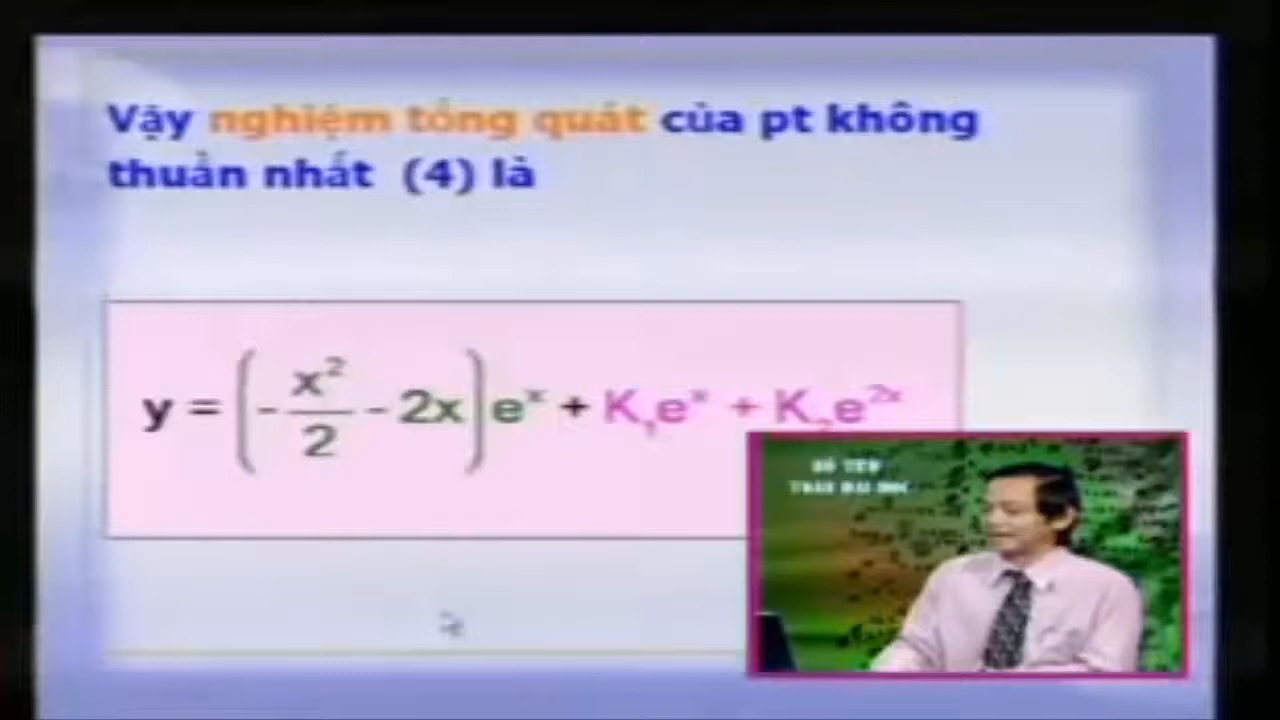 Vậy nghiệm tổng quát của pt không
thuần nhất (4) là
y = (-x²/2 - 2x)eˣ + K₁eˣ + K₂e²ˣ